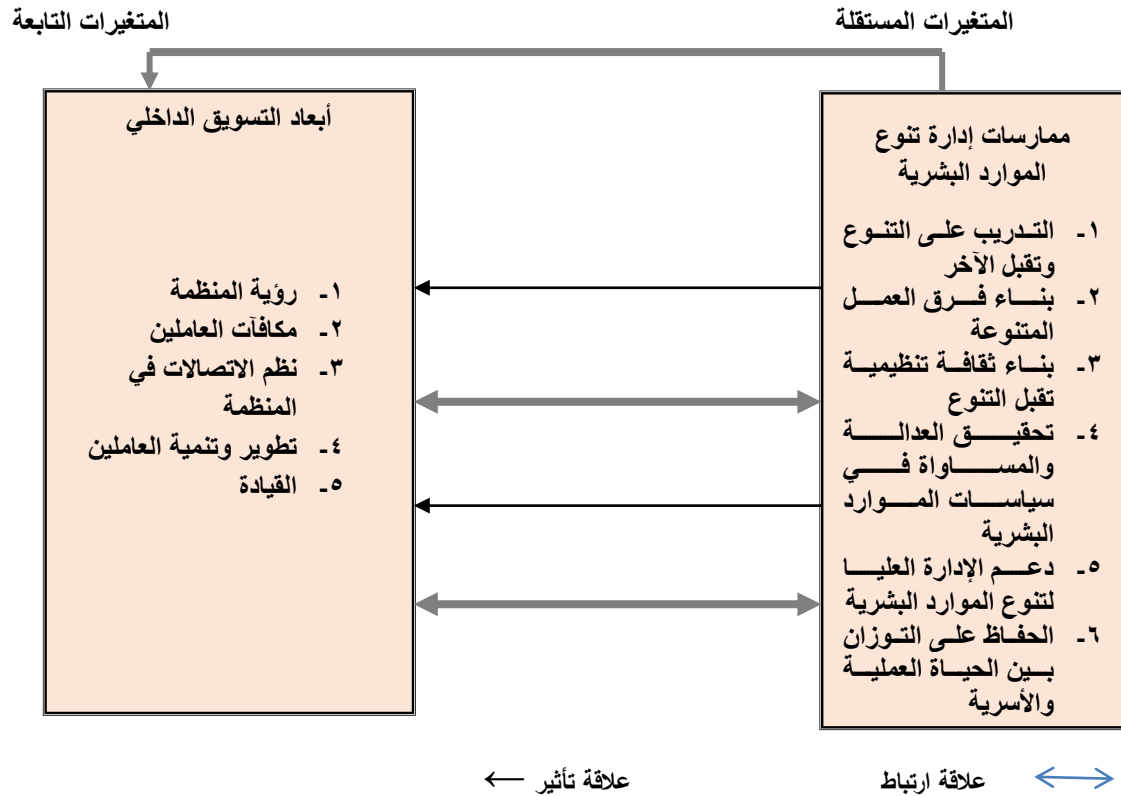 المتغيرات المستقلة
المتغيرات التابعة
ممارسات إدارة تنوع
الموارد البشرية
١- التدريب على التنوع
وتقبل الآخر
٢- بناء فرق العمل
المتنوعة
٣- بناء ثقافة تنظيمية
تقبل التنوع
٤- تحقيق العدالة
والمساواة في
سياسات الموارد
البشرية
٥- دعم الإدارة العليا
لتنوع الموارد البشرية
٦- الحفاظ على التوزان
بين الحياة العملية
والأسرية
أبعاد التسويق الداخلي
١- رؤية المنظمة
٢- مكافآت العاملين
٣- نظم الاتصالات في
المنظمة
٤- تطوير وتنمية العاملين
٥- القيادة
علاقة ارتباط
علاقة تأثير